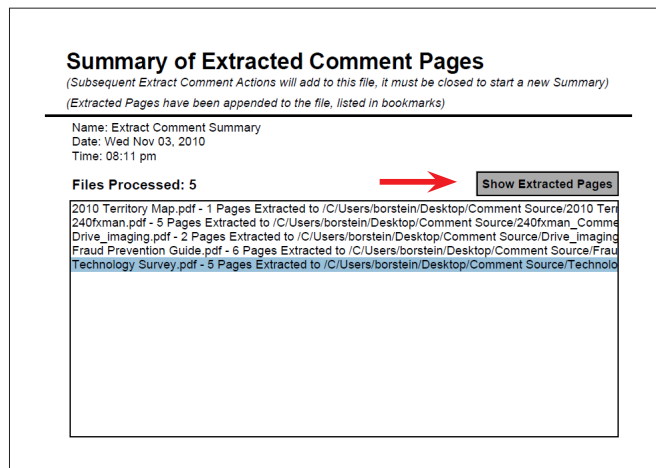 Summary of Extracted Comment Pages
(Subsequent Extract Comment Actions will add to this file, it must be closed to start a new Summary)
(Extracted Pages have been appended to the file, listed in bookmarks)
Name: Extract Comment Summary
Date: Wed Nov 03, 2010
Time: 08:11 pm
Files Processed: 5
Show Extracted Pages
2010 Territory Map.pdf - 1 Pages Extracted to /C/Users/borstein/Desktop/Comment Source/2010 Terr
240fxman.pdf - 5 Pages Extracted to /C/Users/borstein/Desktop/Comment Source/240fxman_Comme
Drive_imaging.pdf - 2 Pages Extracted to /C/Users/borstein/Desktop/Comment Source/Drive_imaging
Fraud Prevention Guide.pdf - 6 Pages Extracted to /C/Users/borstein/Desktop/Comment Source/Frau
Technology Survey.pdf - 5 Pages Extracted to /C/Users/borstein/Desktop/Comment Source/Technolo